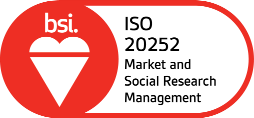 bsi.
ISO
20252
Market and
Social Research
Management